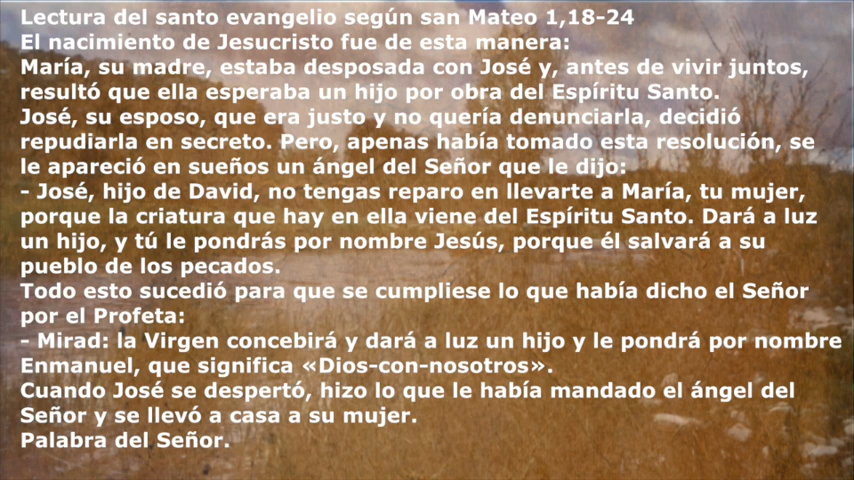 Lectura del santo evangelio según san Mateo 1,18-24
El nacimiento de Jesucristo fue de esta manera:
María, su madre, estaba desposada con José y, antes de vivir juntos,
resultó que ella esperaba un hijo por obra del Espíritu Santo.
José, su esposo, que era justo y no quería denunciarla, decidió
repudiarla en secreto. Pero, apenas había tomado esta resolución, se
le apareció en sueños un ángel del Señor que le dijo:
- José, hijo de David, no tengas reparo en llevarte a María, tu mujer,
porque la criatura que hay en ella viene del Espíritu Santo. Dará a luz
un hijo, y tú le pondrás por nombre Jesús, porque él salvará a su
pueblo de los pecados.
Todo esto sucedió para que se cumpliese lo que había dicho el Señor
por el Profeta:
- Mirad: la Virgen concebirá y dará a luz un hijo y le pondrá por nombre
Enmanuel, que significa «Dios-con-nosotros».
Cuando José se despertó, hizo lo que le había mandado el ángel del
Señor y se llevó a casa a su mujer.
Palabra del Señor.